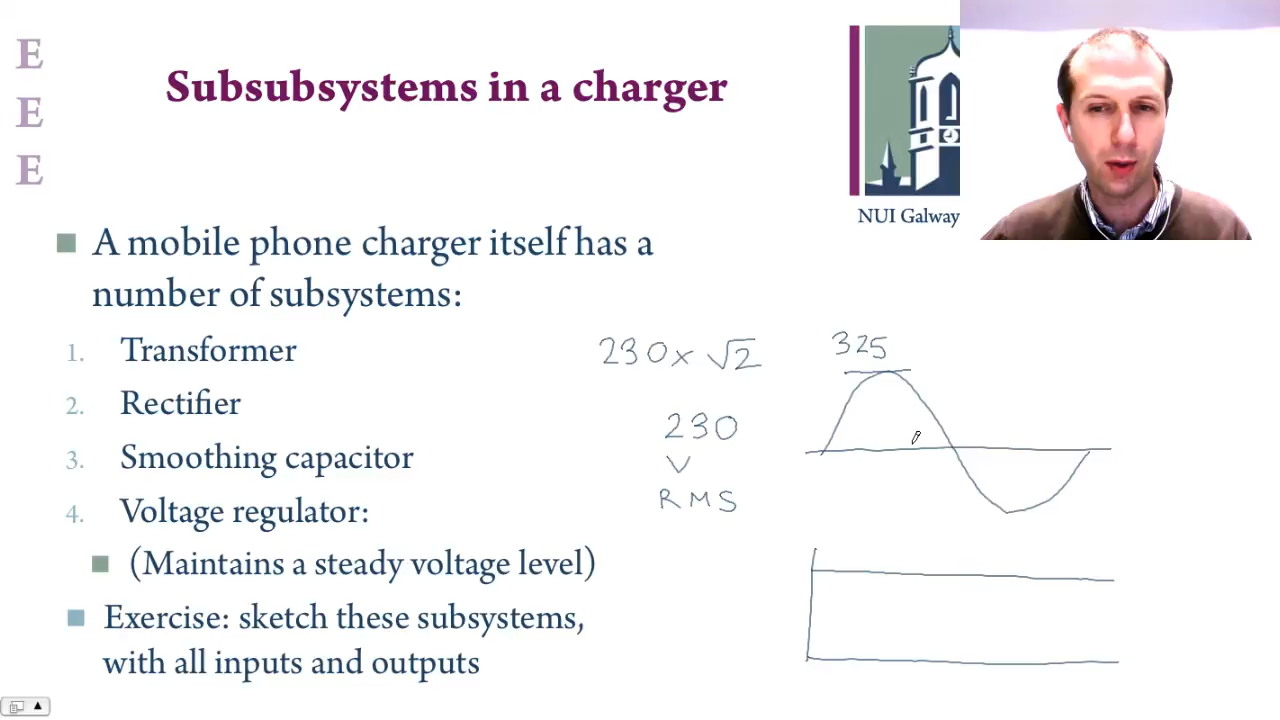 E
E
E
Subsubsystems in a charger
NUI Galway
A mobile phone charger itself has a
number of subsystems:
1. Transformer
2. Rectifier
3. Smoothing capacitor
4. Voltage regulator:
(Maintains a steady voltage level)
Exercise: sketch these subsystems,
with all inputs and outputs
230x √2
325
230
V
RMS